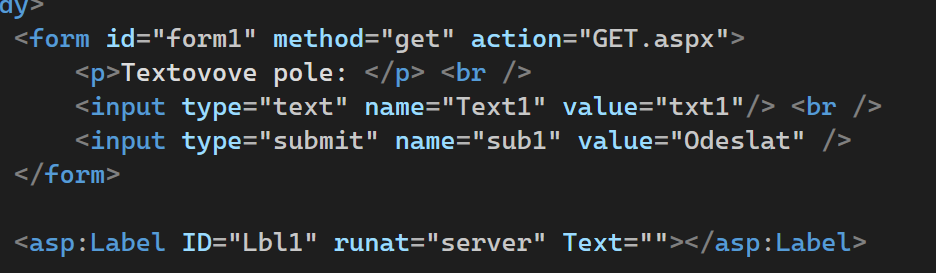 dy>
<form id="form1" method="get" action="GET.aspx">
<p>Textovove pole: </p> <br />
<input type="text" name="Text1" value="txt1"/> <br />
<input type="submit" name="sub1" value="Odeslat" />
</form>
<asp:Label ID="Lbl1" runat="server" Text=""></asp:Label>